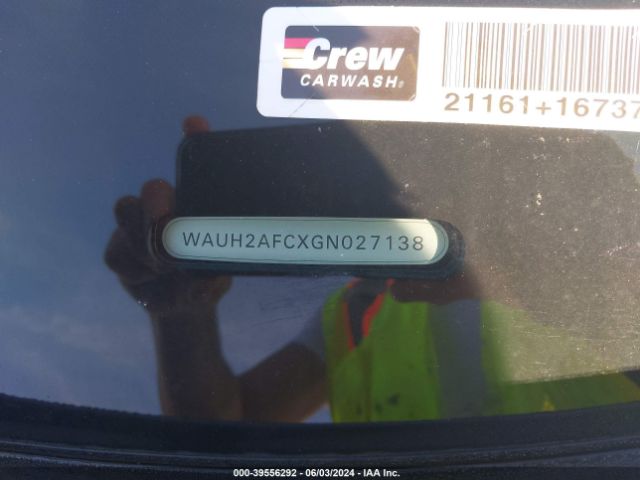 Crew
CARWASH®
21161+16737
WAUH2AFCXGN027138
000-39556292 - 06/03/2024 - IAA Inc.